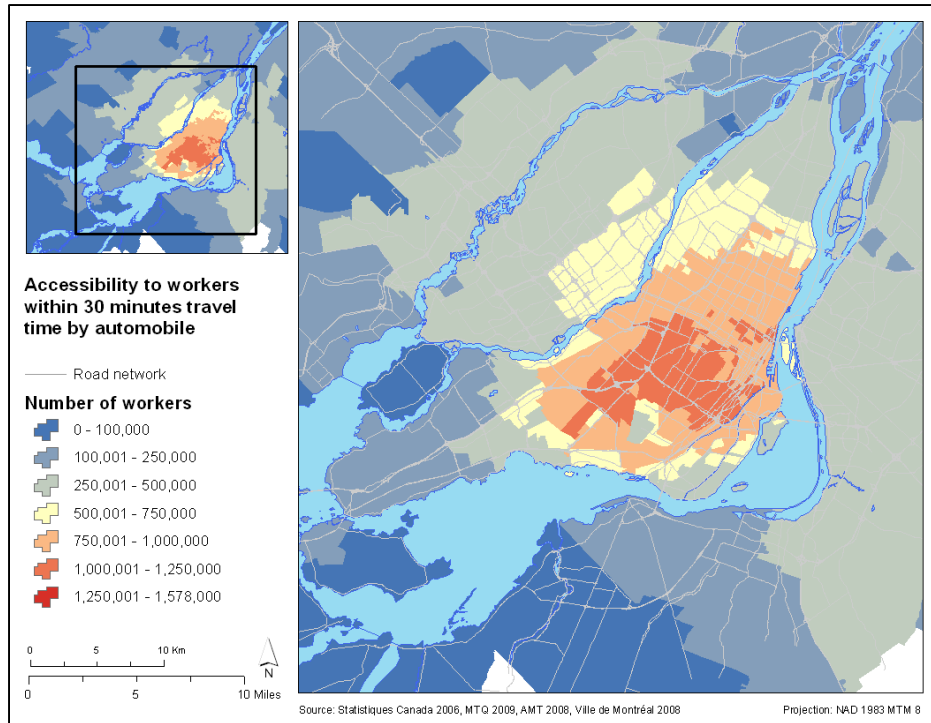 Accessibility to workers
within 30 minutes travel
time by automobile
Road network
Number of workers
0 - 100,000
100,001 - 250,000
250,001 - 500,000
500,001 - 750,000
750,001 - 1,000,000
1,000,001 - 1,250,000
1,250,001 - 1,578,000
0 5 10 Km
N
0 5 10 Miles
Source: Statistiques Canada 2006, MTQ 2009, AMT 2008, Ville de Montréal 2008
Projection: NAD 1983 MTM 8